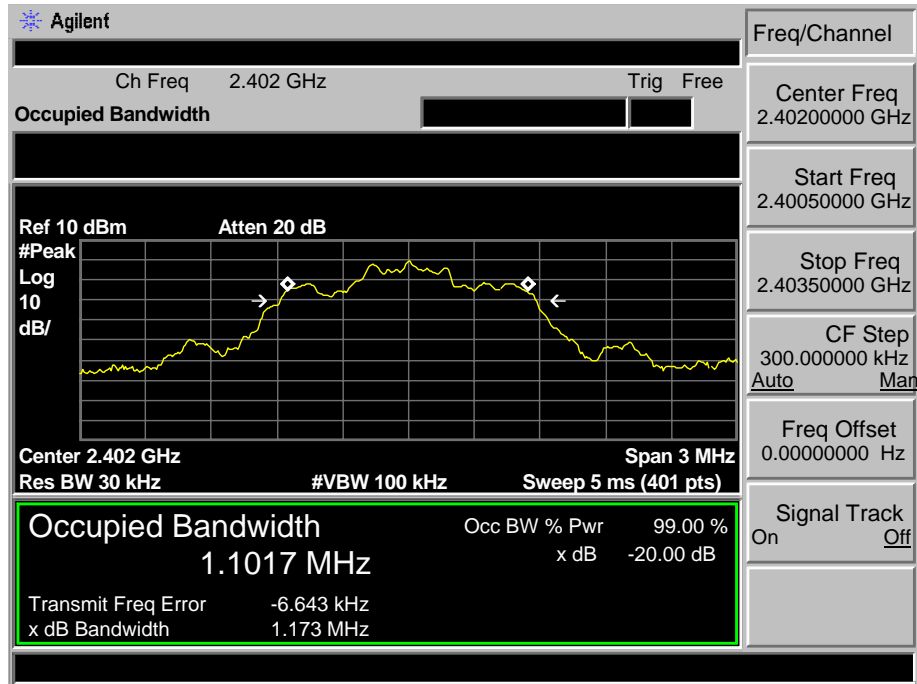 Agilent
Freq/Channel
Ch Freq 2.402 GHz Trig Free
Occupied Bandwidth
Center Freq
2.40200000 GHz
Start Freq
2.40050000 GHz
Stop Freq
2.40350000 GHz
CF Step
300.000000 kHz
Auto Man
Freq Offset
0.00000000 Hz
Signal Track
On Off
Ref 10 dBm Atten 20 dB
#Peak
Log
10
dB/
Center 2.402 GHz Span 3 MHz
Res BW 30 kHz #VBW 100 kHz Sweep 5 ms (401 pts)
Occupied Bandwidth
1.1017 MHz
Occ BW % Pwr 99.00 %
x dB -20.00 dB
Transmit Freq Error -6.643 kHz
x dB Bandwidth 1.173 MHz